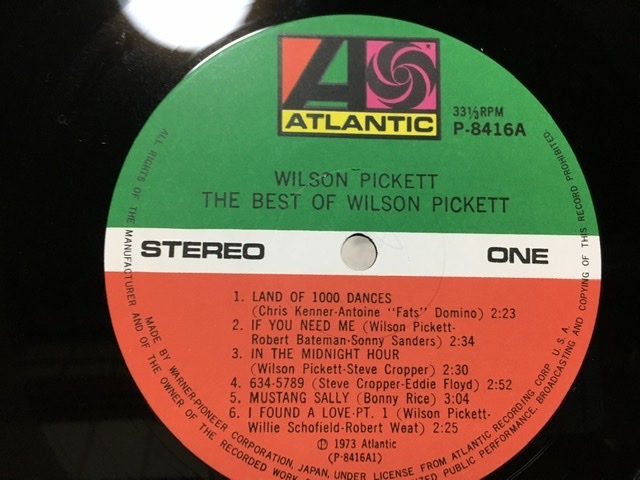 ATLANTIC
33⅓RPM
P-8416A
WILSON PICKETT
THE BEST OF WILSON PICKETT
STEREO
ONE
1. LAND OF 1000 DANCES
(Chris Kenner-Antoine "Fats" Domino) 2:23
2. IF YOU NEED ME (Wilson Pickett-
Robert Bateman-Sonny Sanders) 2:34
3. IN THE MIDNIGHT HOUR
(Wilson Pickett-Steve Cropper) 2:30
4. 634-5789 (Steve Cropper-Eddie Floyd) 2:52
5. MUSTANG SALLY (Bonny Rice) 3:04
6. I FOUND A LOVE-PT. 1 (Wilson Pickett-
Willie Schofield-Robert Weat) 2:25
Ⓟ 1973 Atlantic
(P-8416A1)
MADE BY WARNER-PIONEER CORPORATION, JAPAN, UNDER LICENSE FROM ATLANTIC RECORDING CORP. U.S.A.
ALL RIGHTS OF THE MANUFACTURER AND OF THE OWNER OF THE RECORDED WORK
PUBLIC PERFORMANCE, BROADCASTING AND COPYING OF THIS RECORD PROHIBITED.